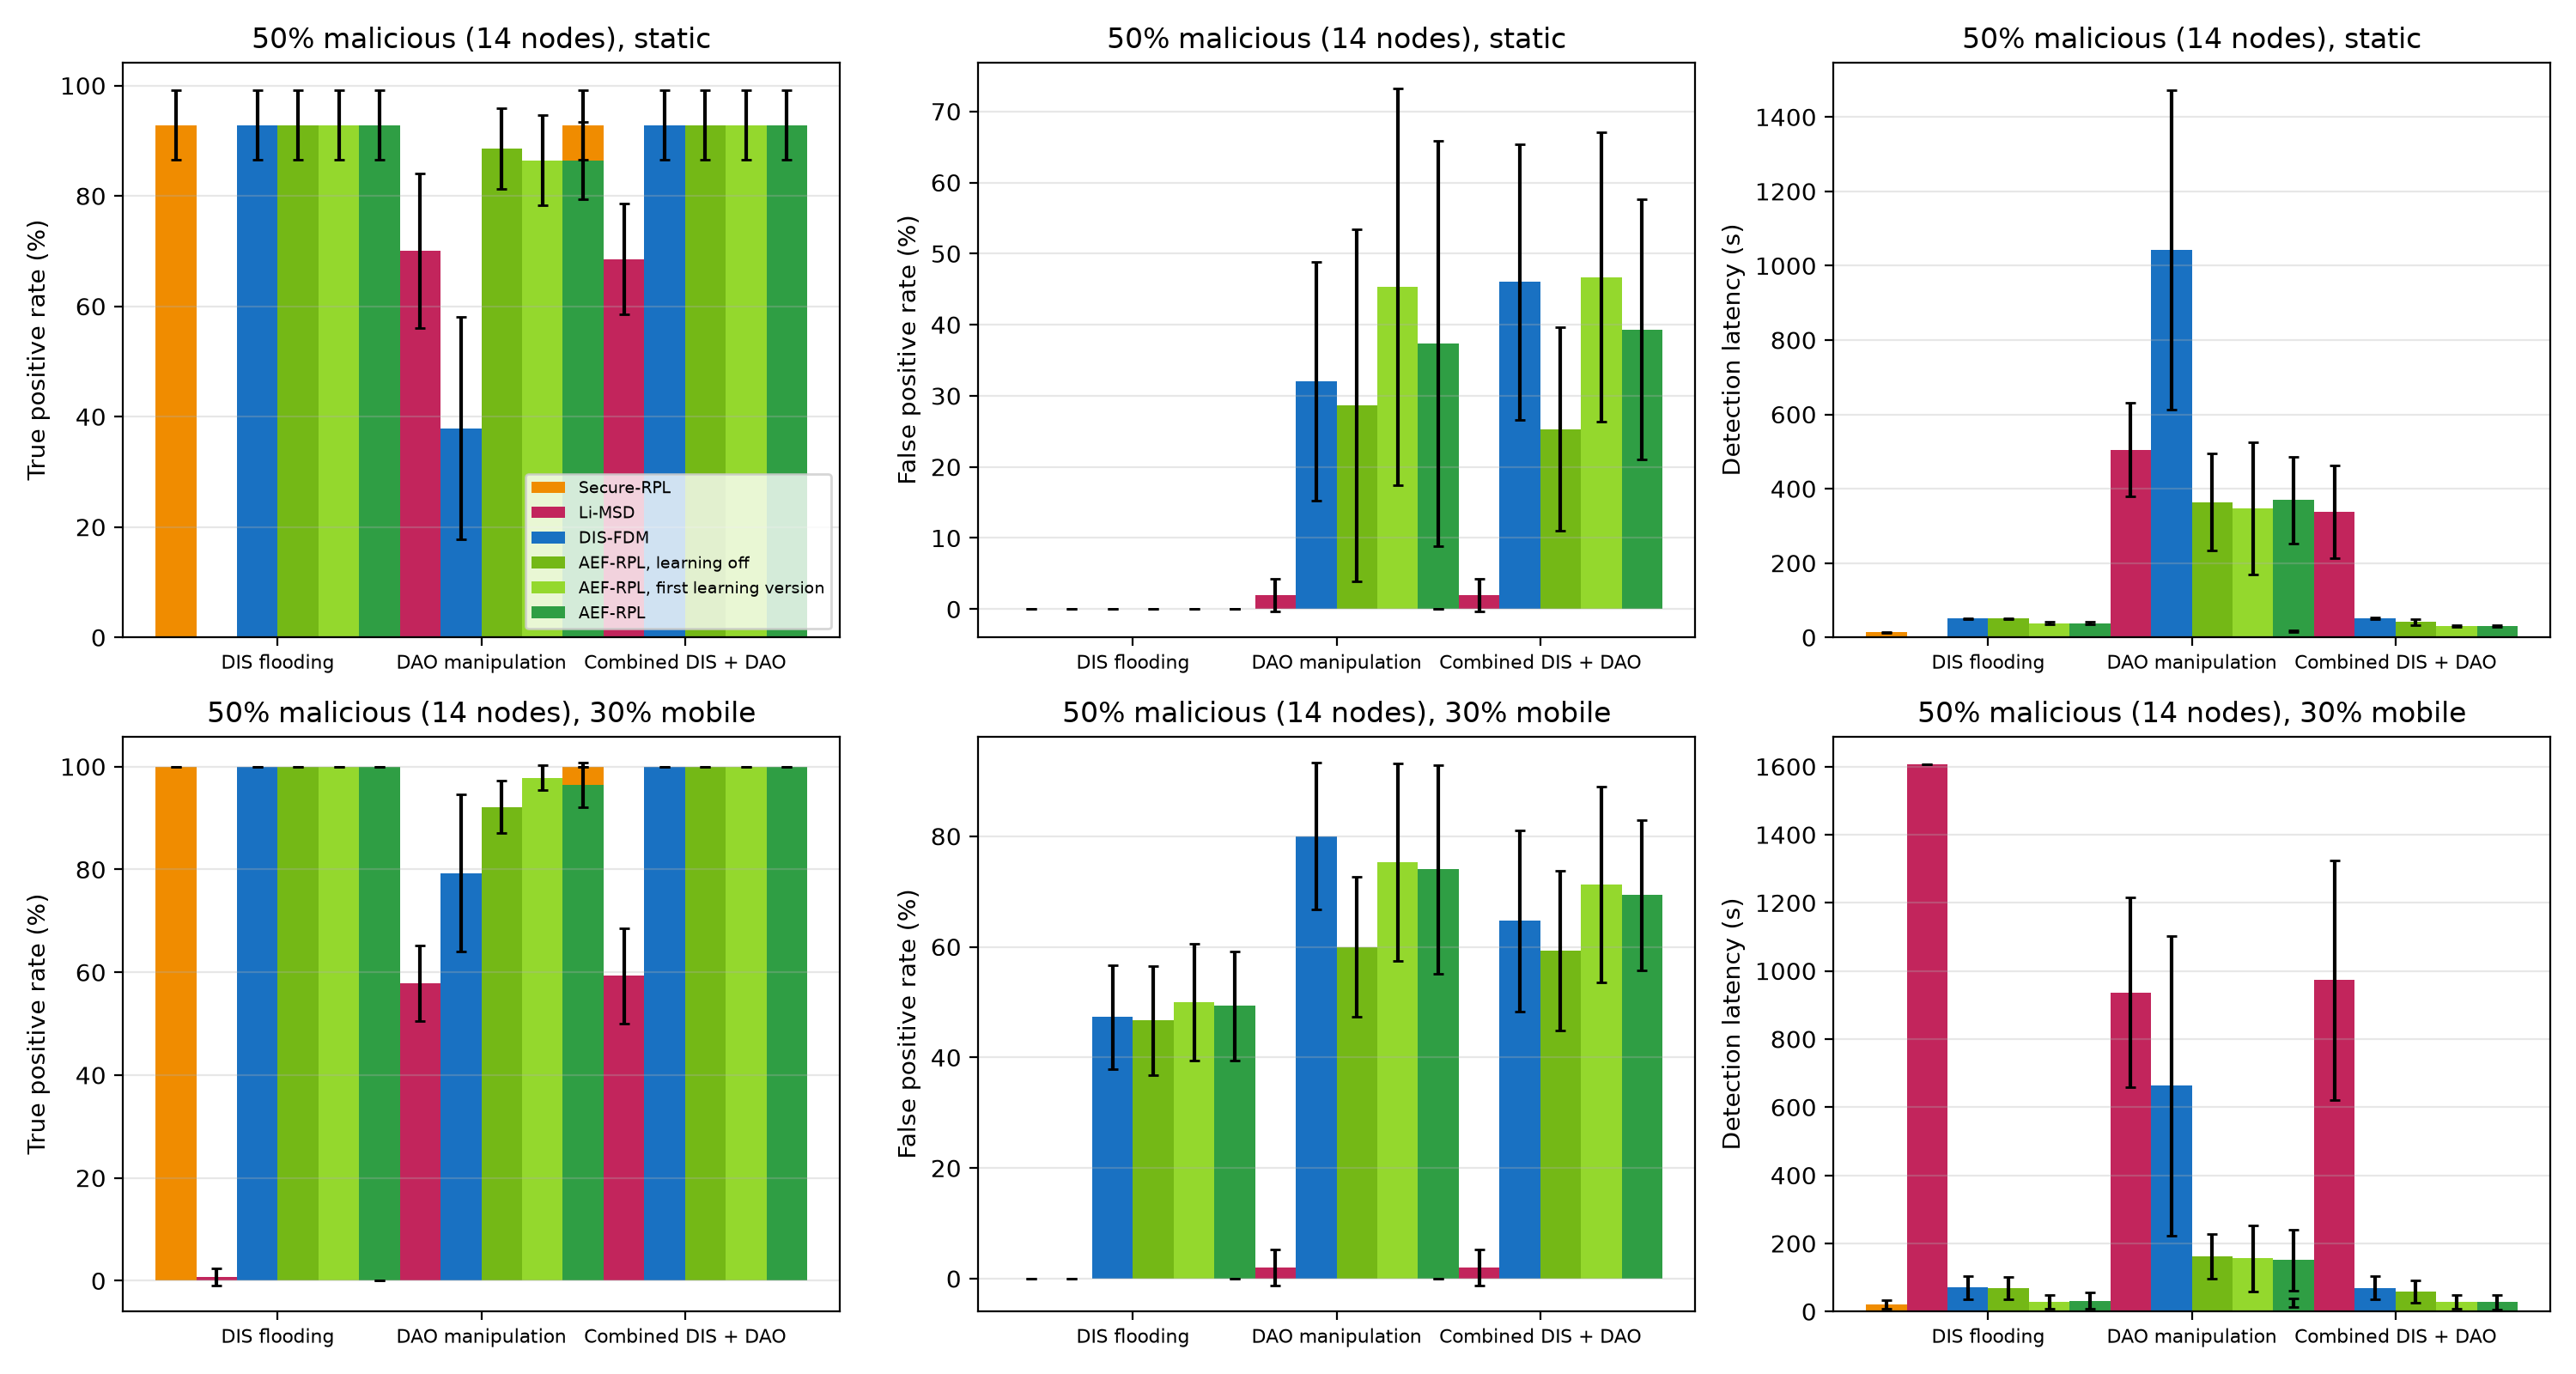 50% malicious (14 nodes), static
True positive rate (%)
100
80
60
40
20
0
Secure-RPL
Li-MSD
DIS-FDM
AEF-RPL, learning off
AEF-RPL, first learning version
AEF-RPL
DIS flooding
DAO manipulation
Combined DIS + DAO
50% malicious (14 nodes), static
False positive rate (%)
70
60
50
40
30
20
10
0
DIS flooding
DAO manipulation
Combined DIS + DAO
50% malicious (14 nodes), static
Detection latency (s)
1400
1200
1000
800
600
400
200
0
DIS flooding
DAO manipulation
Combined DIS + DAO
50% malicious (14 nodes), 30% mobile
True positive rate (%)
100
80
60
40
20
0
DIS flooding
DAO manipulation
Combined DIS + DAO
50% malicious (14 nodes), 30% mobile
False positive rate (%)
80
60
40
20
0
DIS flooding
DAO manipulation
Combined DIS + DAO
50% malicious (14 nodes), 30% mobile
Detection latency (s)
1600
1400
1200
1000
800
600
400
200
0
DIS flooding
DAO manipulation
Combined DIS + DAO